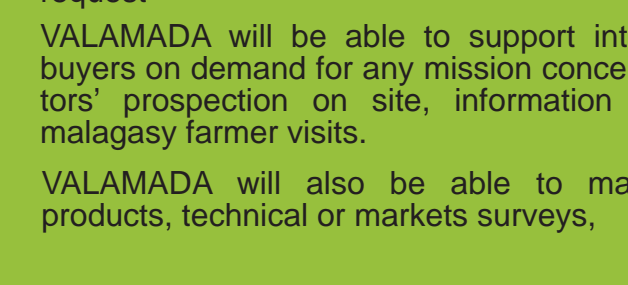 request
VALAMADA will be able to support int
buyers on demand for any mission conce
tors’ prospection on site, information
malagasy farmer visits.
VALAMADA will also be able to ma
products, technical or markets surveys,